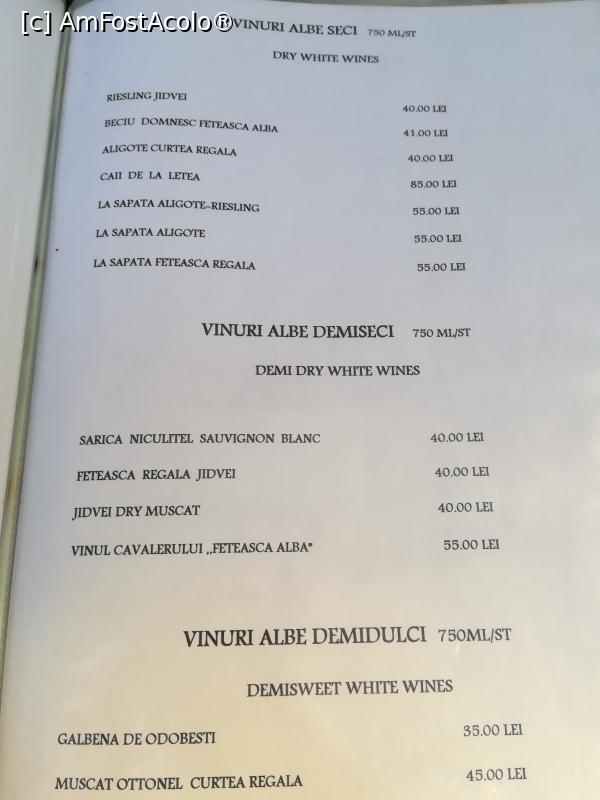 [c] AmFostAcolo®
VINURI ALBE SECI 750 ML/ST
DRY WHITE WINES
RIESLING JIDVEI 40.00 LEI
BECIU DOMNESC FETEASCA ALBA 41.00 LEI
ALIGOTE CURTEA REGALA 40.00 LEI
CAII DE LA LETEA 85.00 LEI
LA SAPATA ALIGOTE-RIESLING 55.00 LEI
LA SAPATA ALIGOTE 55.00 LEI
LA SAPATA FETEASCA REGALA 55.00 LEI
VINURI ALBE DEMISECI 750 ML/ST
DEMI DRY WHITE WINES
SARICA NICULITEL SAUVIGNON BLANC 40.00 LEI
FETEASCA REGALA JIDVEI 40.00 LEI
JIDVEI DRY MUSCAT 40.00 LEI
VINUL CAVALERULUI ,,FETEASCA ALBA" 55.00 LEI
VINURI ALBE DEMIDULCI 750ML/ST
DEMISWEET WHITE WINES
GALBENA DE ODOBESTI 35.00 LEI
MUSCAT OTTONEL CURTEA REGALA 45.00 LEI